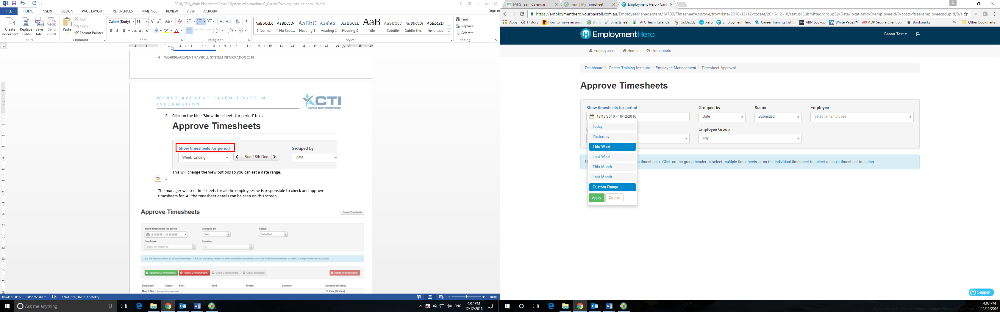 2016_GEN_Work Placement Payroll System Information v3_Career Training Institute.docx - Word
Sign in
FILE HOME INSERT DESIGN PAGE LAYOUT REFERENCES MAILINGS REVIEW VIEW ACROBAT
Create Document
Replace Fields
Save Into
Send as PDF
CCH
Paste
Cut
Copy
Format Painter
Clipboard
Calibri (Body) 11
Font
Paragraph
AaBbCcDc ¶ Normal
AaBbCcDc ¶ No Spac...
AaBbC Heading 1
AaBbCcI Heading 2
AaBbCcI Heading 3
AaB Title
AaBbCcD Subtitle
AaBbCcDc Subtle Em...
AaBbCcDc Emphasis
Styles
Find
Replace
Select
Editing
4 WORKPLACEMENT PAYROLL SYSTEM INFORMATION 2016
WORKPLACEMENT PAYROLL SYSTEM
INFORMATION
CTI
Career Training Institute
2. Click on the blue ‘Show timesheets for period’ text.
Approve Timesheets
Show timesheets for period Grouped by
Week Ending Sun 18th Dec Date
This will change the view options so you can set a date range.
3.
The manager will see timesheets for all the employees he is responsible to check and approve
timesheets for. All the timesheet details can be seen on this screen.
Approve Timesheets Create Timesheets
Show timesheets for period Grouped by Status
9/11/2015 - 15/11/2015 Date Submitted
Employee Location
Select an employee All
Use the buttons below to action timesheets. Click on the group header to select multiple timesheets or on the individual timesheet to select a single timesheet to action.
Approve 2 timesheets Reject 2 timesheets Undo 0 timesheets Clear Selection Delete 0 timesheets
Employee Status Start End Breaks Location Duration (breaks)
Mon 9 Nov 1 line pending approval 7h 45m (0h 45m)
PAGE 5 OF 6 1055 WORDS ENGLISH (UNITED STATES) 100%
Ask me anything
ENG
4:07 PM
12/12/2016
FAFG Team Calendar
iFirm | My Timesheet
Employment Hero - Care
https://employmenthero.yourpayroll.com.au/EmployeeManagement/14793/TimesheetApprove/fromdate/2016-12-12/todate/2016-12-18/status/Submitted/groupBy/Date/locationId/0/employeeId/0/costs/false/employeegroupId/0/s
Apps History How to make an anim iFirm Smartsheet FAFG Team Calendar GoDaddy Xero Employment Hero Career Training Institu ABN Lookup White Pages® ADP Secure Client Lo Bookmarks » Other bookmarks
EmploymentHero
Genna Test
Employee Home Timesheets
Dashboard / Career Training Institute / Employee Management / Timesheet Approval
Approve Timesheets
Show timesheets for period Grouped by Status Employee
12/12/2016 - 18/12/2016 Date Submitted Select an employee
Employee Group
Any
Today
Yesterday
This Week
Last Week
This Month
Last Month
Custom Range
Apply Cancel
n timesheets. Click on the group header to select multiple timesheets or on the individual timesheet to select a single timesheet to action.
Support
4:07 PM
12/12/2016